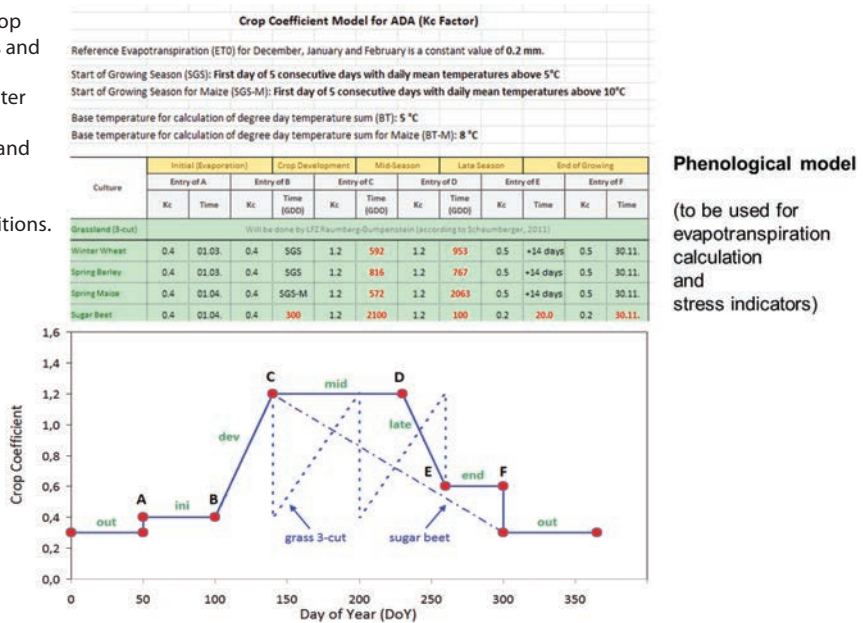 op
s and
ter
and
itions.
Crop Coefficient Model for ADA (Kc Factor)
Reference Evapotranspiration (ET0) for December, January and February is a constant value of 0.2 mm.
Start of Growing Season (SGS): First day of 5 consecutive days with daily mean temperatures above 5°C
Start of Growing Season for Maize (SGS-M): First day of 5 consecutive days with daily mean temperatures above 10°C
Base temperature for calculation of degree day temperature sum (BT): 5 °C
Base temperature for calculation of degree day temperature sum for Maize (BT-M): 8 °C
Culture Initial (Evaporation) Crop Development Mid-Season Late Season End of Growing
Entry of A Entry of B Entry of C Entry of D Entry of E Entry of F
Kc Time Kc Time (GDD) Kc Time (GDD) Kc Time (GDD) Kc Time Kc Time
Grassland (3-cut) Will be done by LFZ Raumberg-Gumpenstein (according to Schaumberger, 2011)
Winter Wheat 0.4 01.03. 0.4 SGS 1.2 592 1.2 953 0.5 +14 days 0.5 30.11.
Spring Barley 0.4 01.03. 0.4 SGS 1.2 816 1.2 767 0.5 +14 days 0.5 30.11.
Spring Maize 0.4 01.04. 0.4 SGS-M 1.2 572 1.2 2063 0.5 +14 days 0.5 30.11.
Sugar Beet 0.4 01.04. 0.4 300 1.2 2100 1.2 100 0.2 20.0 0.2 30.11.
Phenological model
(to be used for
evapotranspiration
calculation
and
stress indicators)
Crop Coefficient
1,6
1,4
1,2
1,0
0,8
0,6
0,4
0,2
0,0
out
A
ini
B
dev
C
mid
D
late
E
end
F
out
grass 3-cut
sugar beet
0 50 100 150 200 250 300 350
Day of Year (DoY)